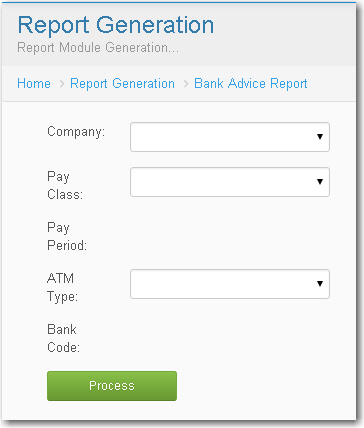 Report Generation
Report Module Generation...
Home Report Generation Bank Advice Report
Company:
Pay
Class:
Pay
Period:
ATM
Type:
Bank
Code:
Process